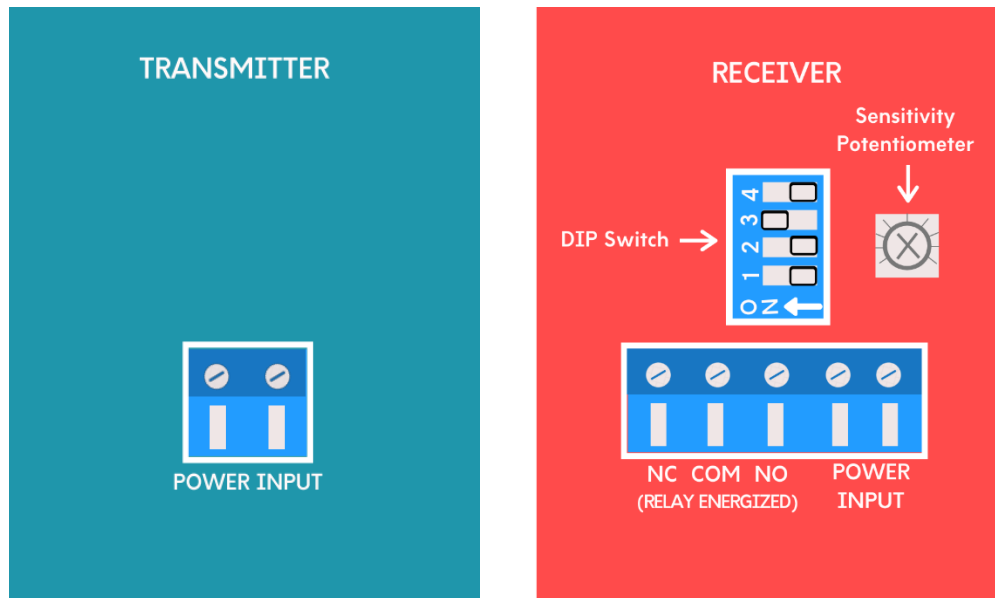 TRANSMITTER
POWER INPUT
RECEIVER
Sensitivity
Potentiometer
DIP Switch
4
3
2
1
ON
NC COM NO
(RELAY ENERGIZED)
POWER
INPUT